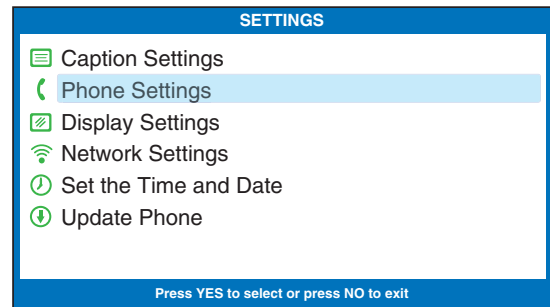 SETTINGS
Caption Settings
Phone Settings
Display Settings
Network Settings
Set the Time and Date
Update Phone
Press YES to select or press NO to exit